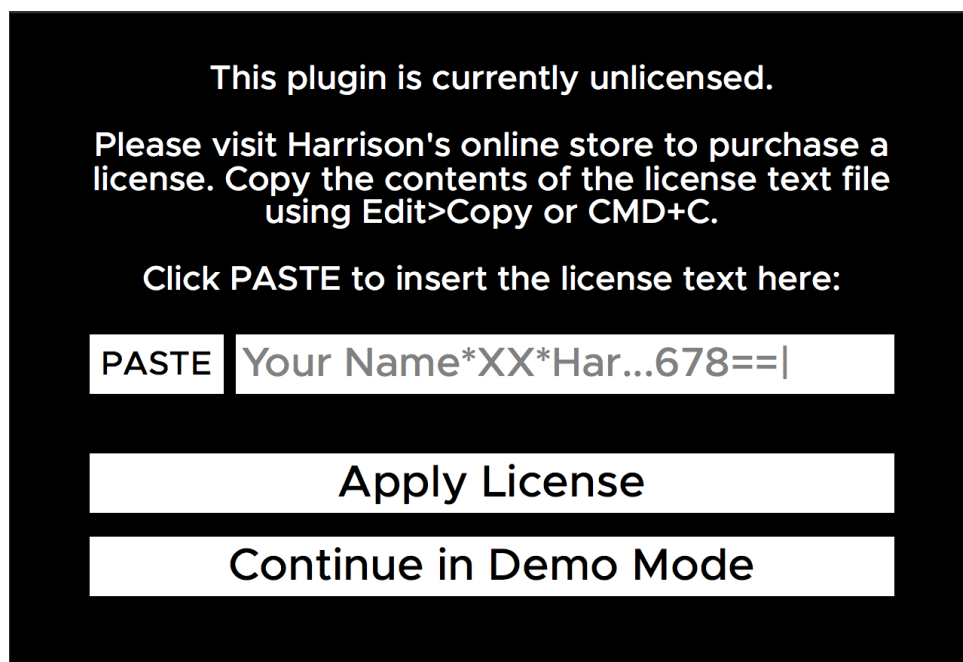 This plugin is currently unlicensed.
Please visit Harrison's online store to purchase a
license. Copy the contents of the license text file
using Edit>Copy or CMD+C.
Click PASTE to insert the license text here:
PASTE Your Name*XX*Har...678==|
Apply License
Continue in Demo Mode